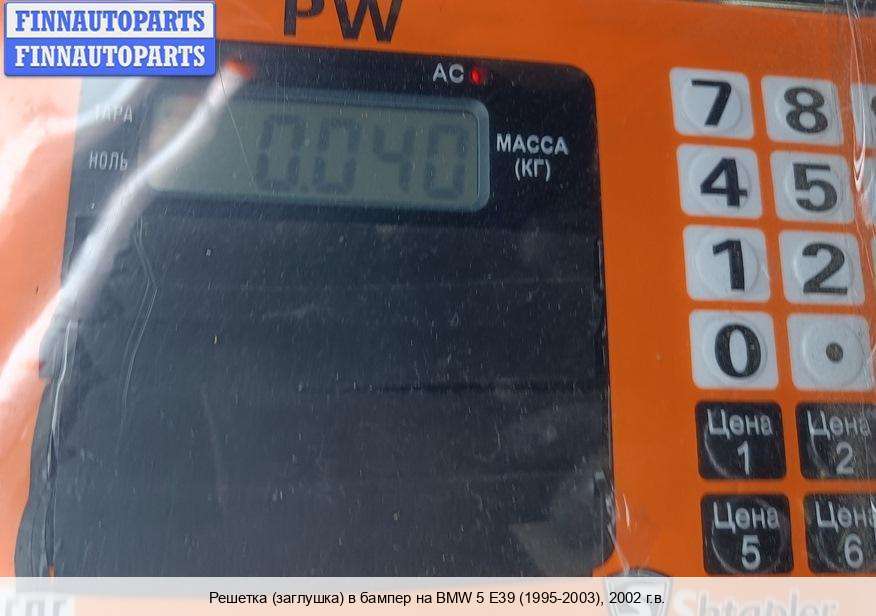 FINNAUTOPARTS
FINNAUTOPARTS
PW
AC
ТАРА
НОЛЬ
0.040
МАССА
(КГ)
7 8
4 5
1 2
0 .
Цена 1
Цена 2
Цена 5
Цена 6
Shtapler
Решетка (заглушка) в бампер на BMW 5 E39 (1995-2003), 2002 г.в.